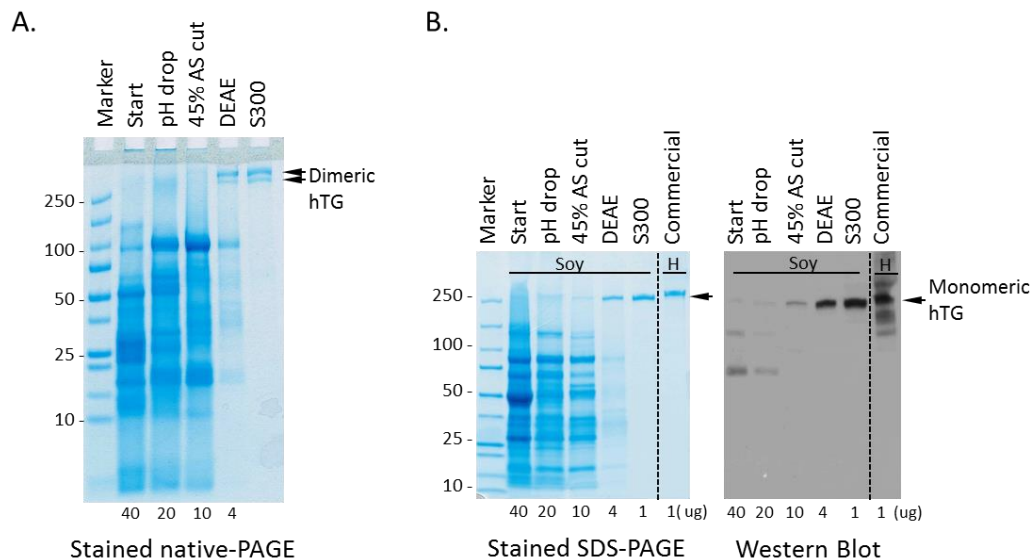 A.
Marker
Start
pH drop
45% AS cut
DEAE
S300
250 -
100 -
50 -
25 -
10 -
Dimeric
hTG
40 20 10 4
Stained native-PAGE
B.
Marker
Start
pH drop
45% AS cut
DEAE
S300
Commercial
Soy H
250 -
100 -
50 -
25 -
10 -
40 20 10 4 1 1( ug)
Stained SDS-PAGE
Start
pH drop
45% AS cut
DEAE
S300
Commercial
Soy H
Monomeric
hTG
40 20 10 4 1 1 (ug)
Western Blot